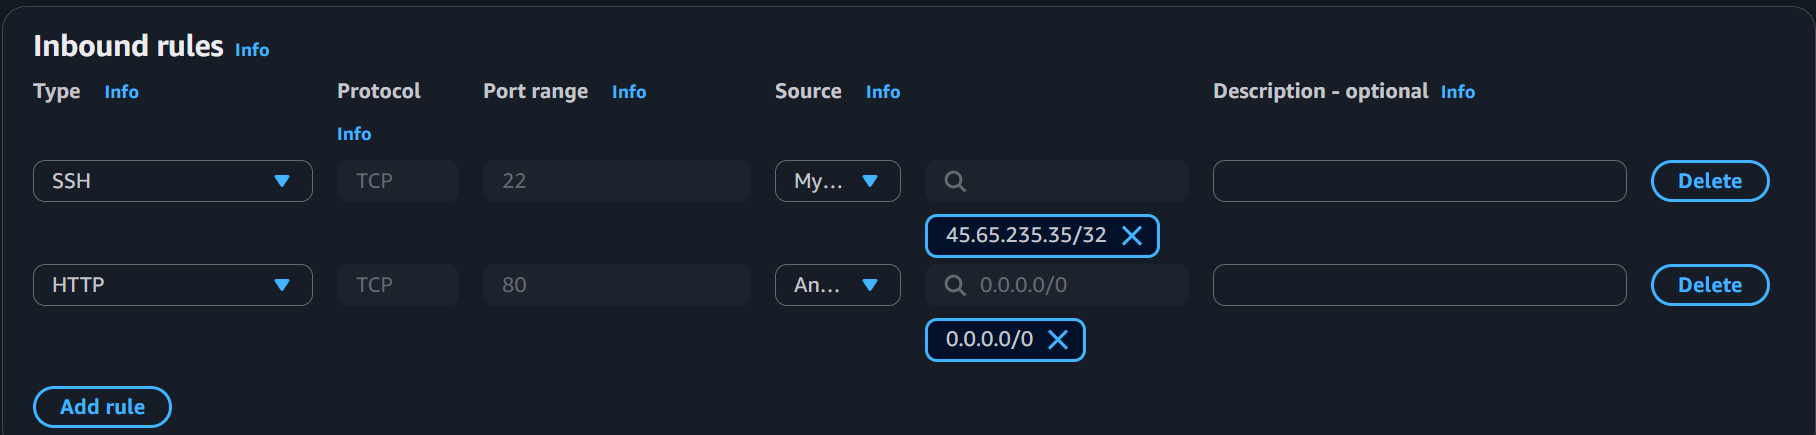 Inbound rules Info
Type Info Protocol Info Port range Info Source Info Description - optional Info
SSH TCP 22 My... Delete
45.65.235.35/32
HTTP TCP 80 An... 0.0.0.0/0 Delete
0.0.0.0/0
Add rule